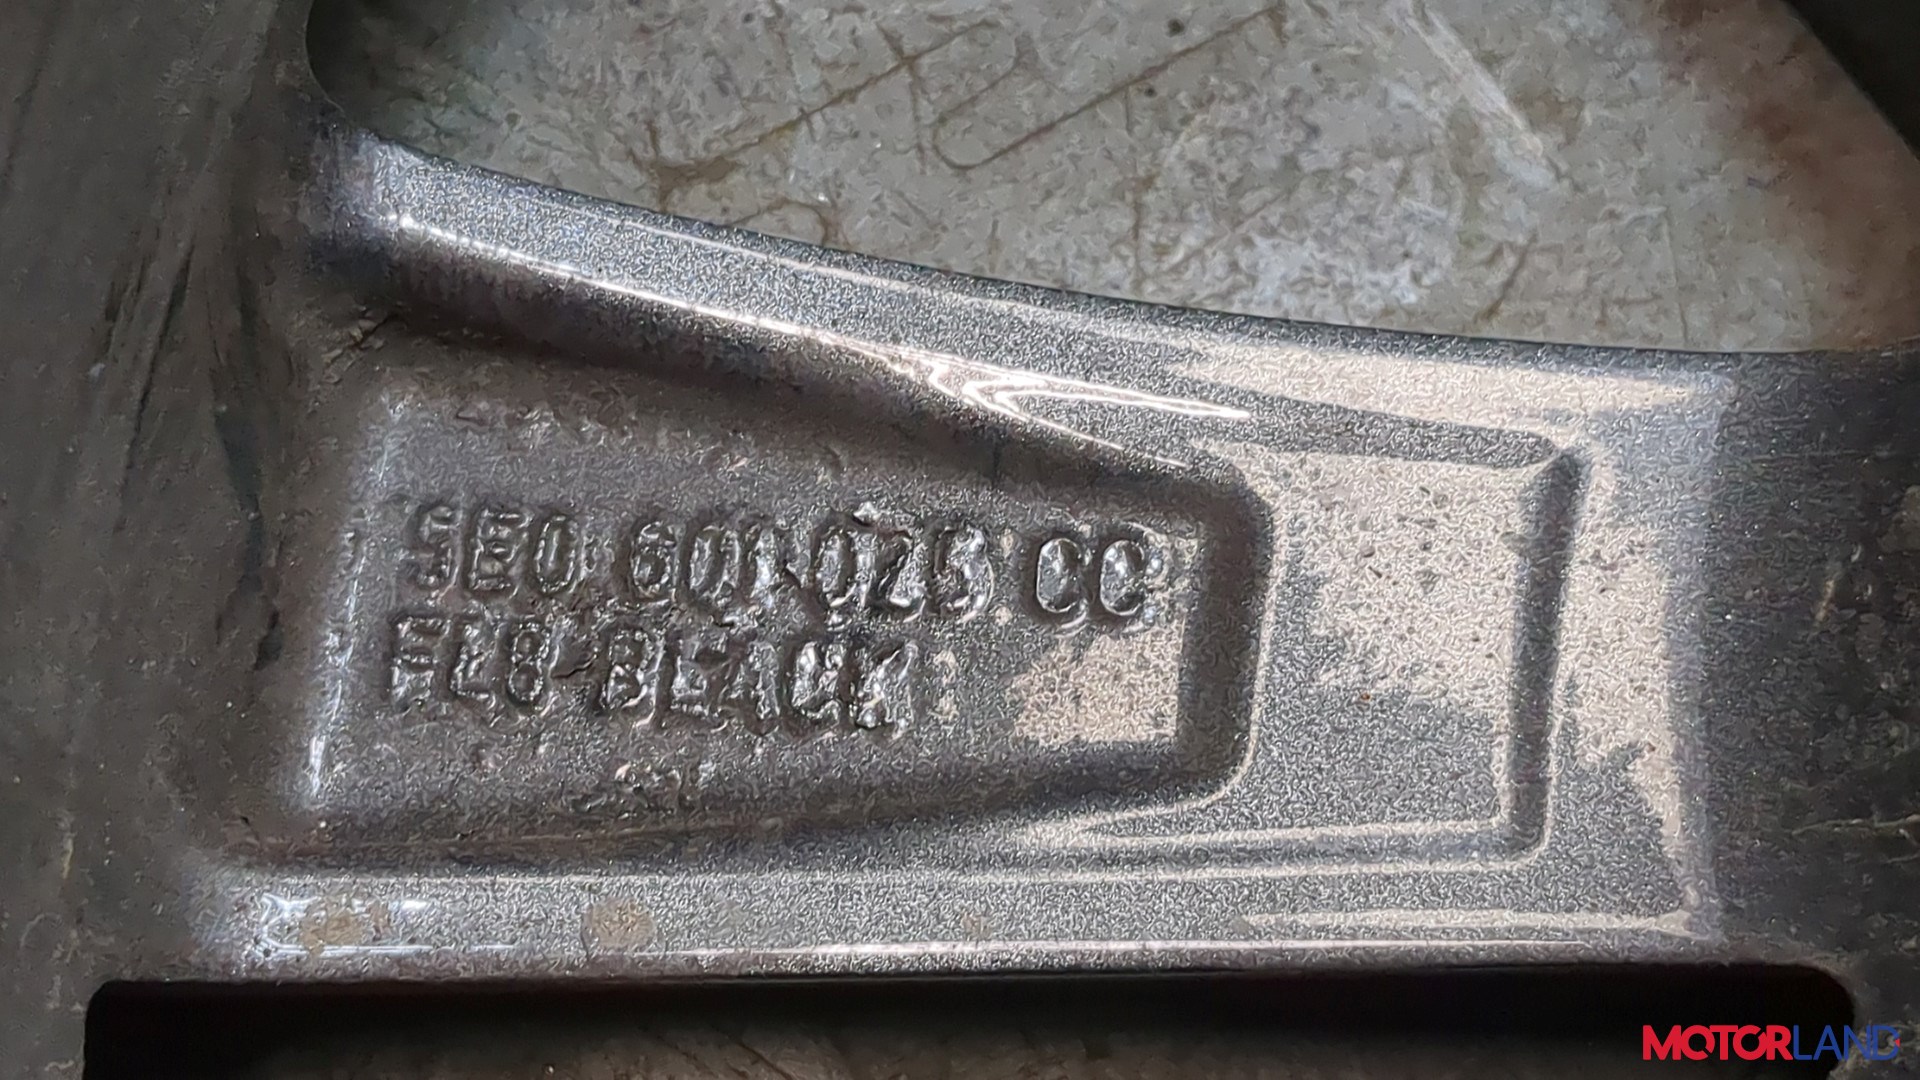 5E0 601 025 CC
FL8 BLACK
MOTORLAND